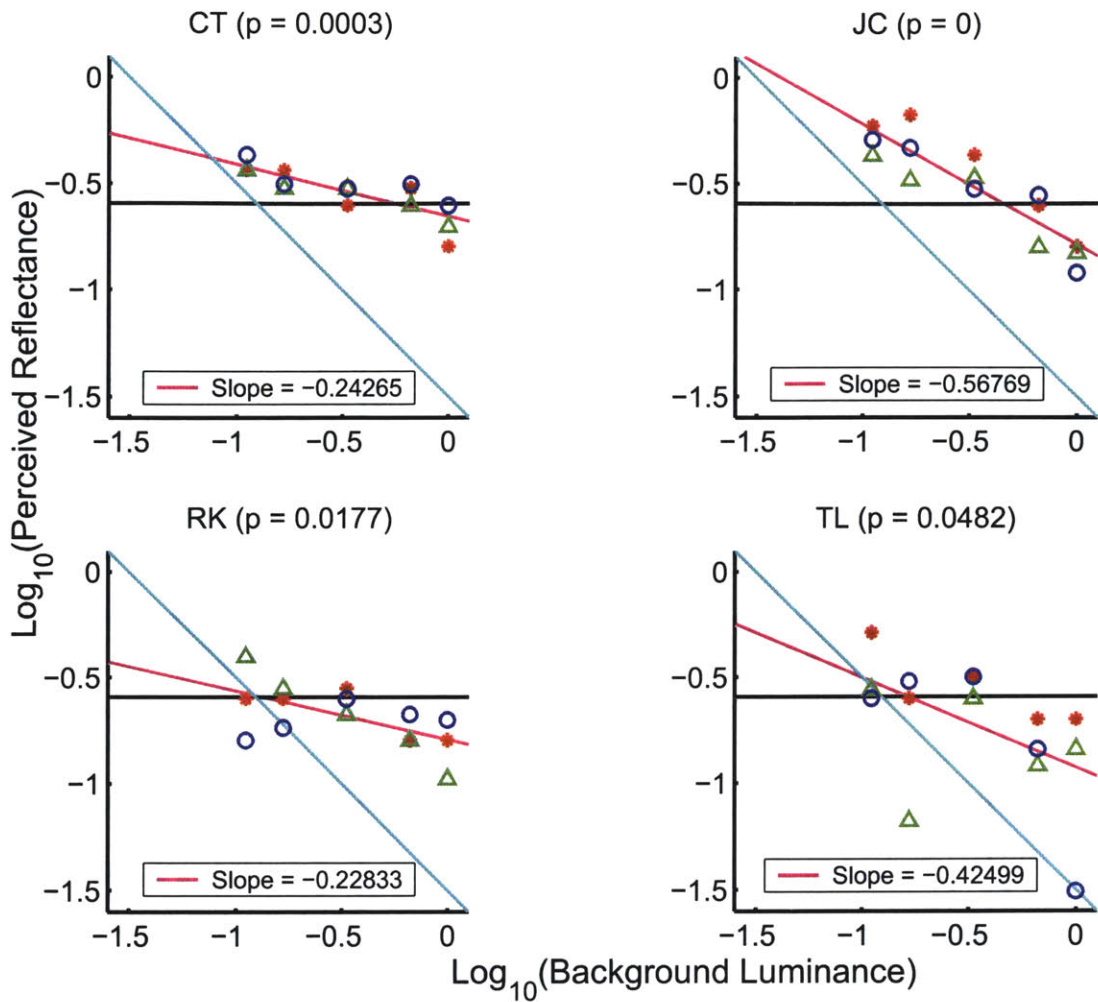 CT (p = 0.0003)
0
−0.5
−1
−1.5
Slope = −0.24265
−1.5 −1 −0.5 0
JC (p = 0)
0
−0.5
−1
−1.5
Slope = −0.56769
−1.5 −1 −0.5 0
RK (p = 0.0177)
0
−0.5
−1
−1.5
Slope = −0.22833
−1.5 −1 −0.5 0
TL (p = 0.0482)
0
−0.5
−1
−1.5
Slope = −0.42499
−1.5 −1 −0.5 0
Log10(Perceived Reflectance)
Log10(Background Luminance)